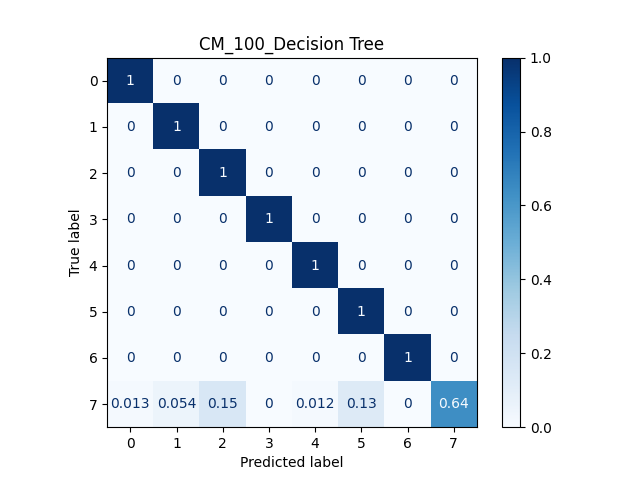 CM_100_Decision Tree
0 1 0 0 0 0 0 0 0 1.0
1 0 1 0 0 0 0 0 0
2 0 0 1 0 0 0 0 0 0.8
3 0 0 0 1 0 0 0 0 0.6
4 0 0 0 0 1 0 0 0
5 0 0 0 0 0 1 0 0 0.4
6 0 0 0 0 0 0 1 0 0.2
7 0.013 0.054 0.15 0 0.012 0.13 0 0.64 0.0
0 1 2 3 4 5 6 7
True label
Predicted label